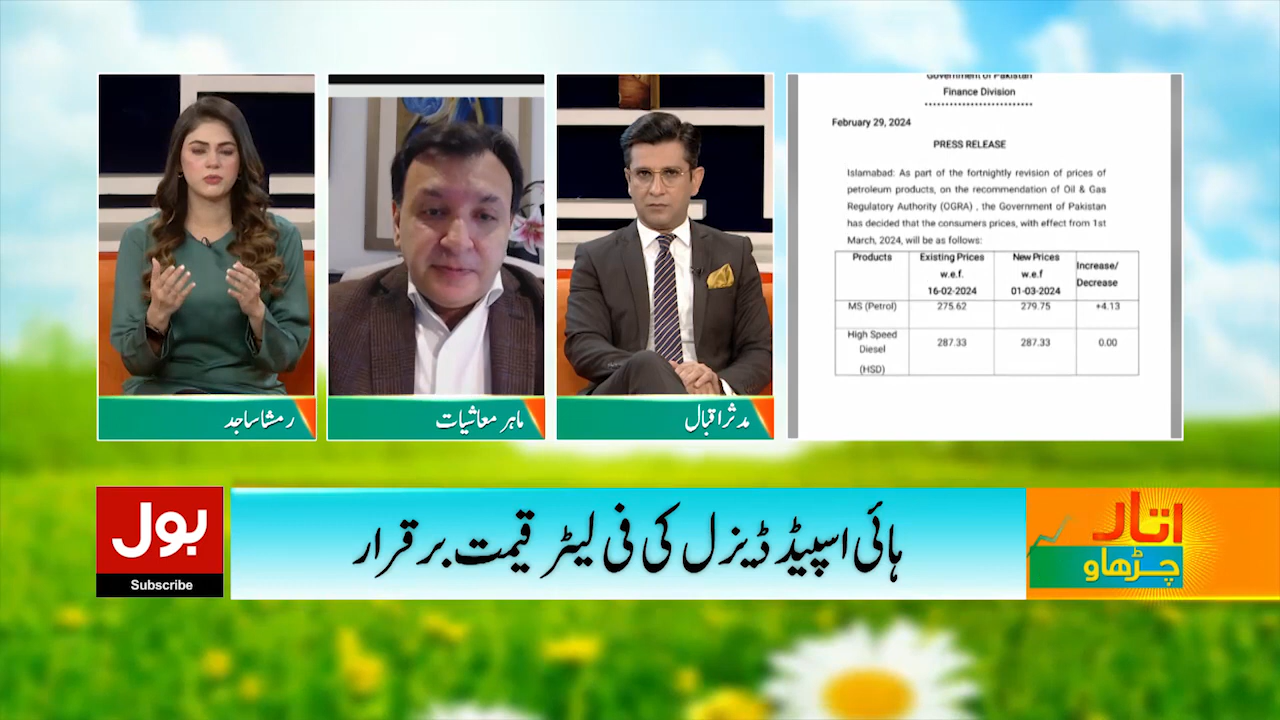 Government of Pakistan
Finance Division
February 29, 2024
PRESS RELEASE
Islamabad: As part of the fortnightly revision of prices of
petroleum products, on the recommendation of Oil & Gas
Regulatory Authority (OGRA) , the Government of Pakistan
has decided that the consumers prices, with effect from 1st
March, 2024, will be as follows:
Products Existing Prices w.e.f. 16-02-2024 New Prices w.e.f 01-03-2024 Increase/ Decrease
MS (Petrol) 275.62 279.75 +4.13
High Speed Diesel (HSD) 287.33 287.33 0.00
رمشا ساجد
ماہر معاشیات
مدثر اقبال
بول
Subscribe
ہائی اسپیڈ ڈیزل کی فی لیٹر قیمت برقرار
اتار
چڑھاو